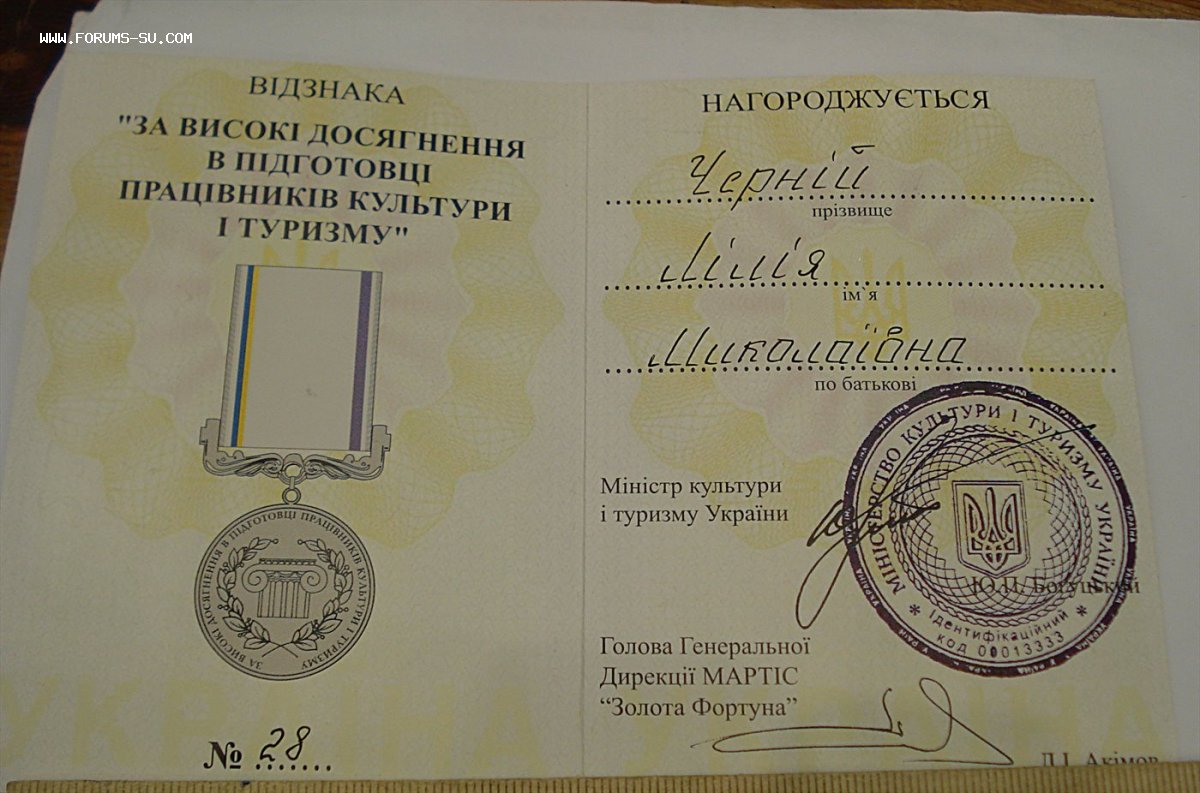 WWW.FORUMS-SU.COM
ВІДЗНАКА
"ЗА ВИСОКІ ДОСЯГНЕННЯ
В ПІДГОТОВЦІ
ПРАЦІВНИКІВ КУЛЬТУРИ
І ТУРИЗМУ"
ЗА ВИСОКІ ДОСЯГНЕННЯ В ПІДГОТОВЦІ ПРАЦІВНИКІВ КУЛЬТУРИ І ТУРИЗМУ
№ 28
НАГОРОДЖУЄТЬСЯ
Черній
прізвище
Лілія
ім`я
Миколаївна
по батькові
Міністр культури
і туризму України
Ю.П. Богуцький
МІНІСТЕРСТВО КУЛЬТУРИ І ТУРИЗМУ УКРАЇНИ
* Ідентифікаційний *
код 00013333
Голова Генеральної
Дирекції МАРТІС
“Золота Фортуна”
Д.І. Акімов
УКРАЇНА
УКРАЇНА